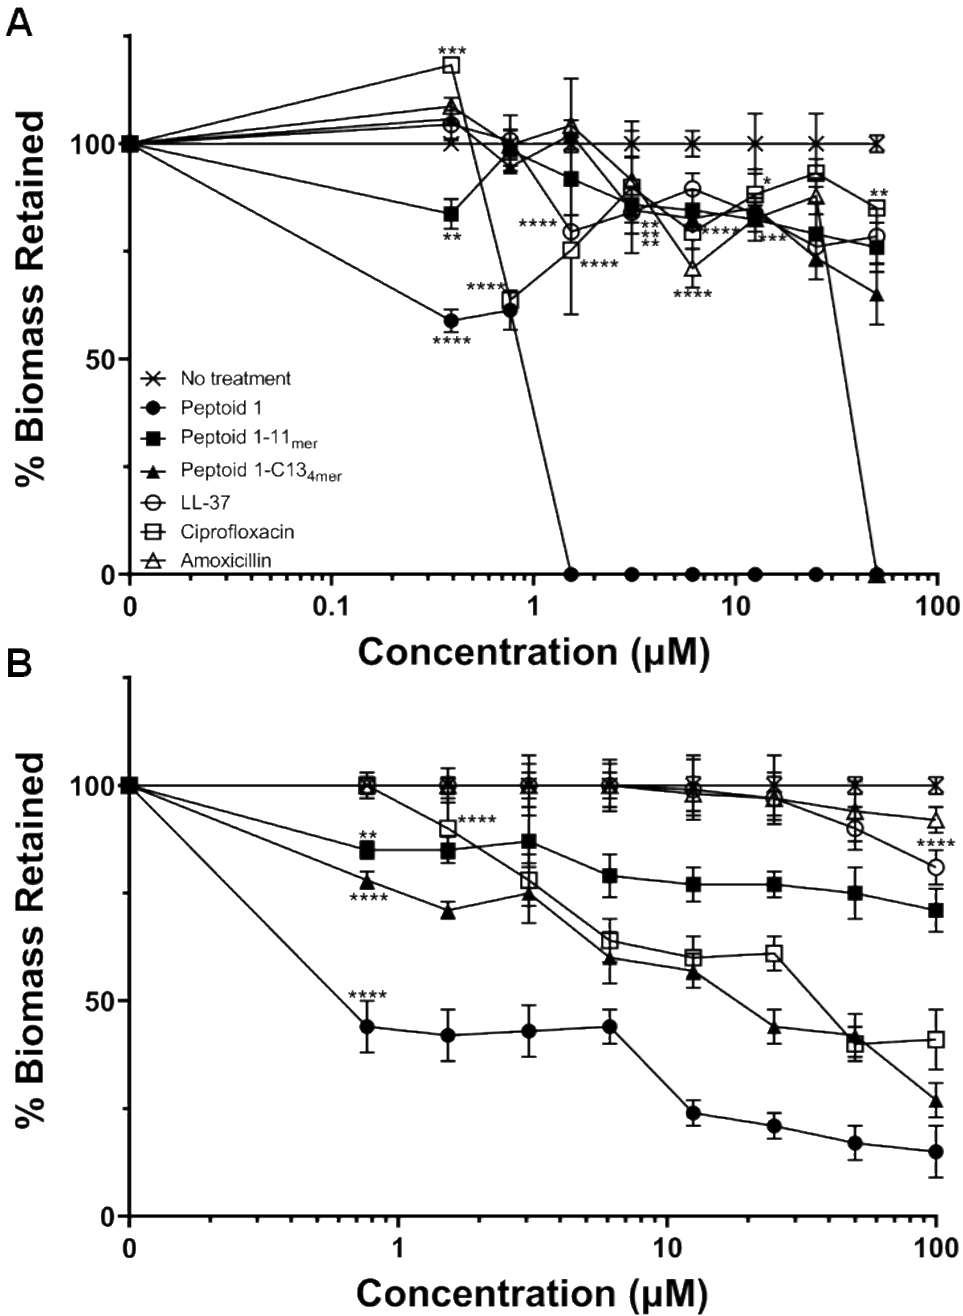 A
% Biomass Retained
100
50
0
***
**
****
****
****
****
**
**
**
****
****
*
***
**
No treatment
Peptoid 1
Peptoid 1-11mer
Peptoid 1-C134mer
LL-37
Ciprofloxacin
Amoxicillin
0 0.1 1 10 100
Concentration (µM)
B
% Biomass Retained
100
50
0
**
****
****
****
****
0 1 10 100
Concentration (µM)